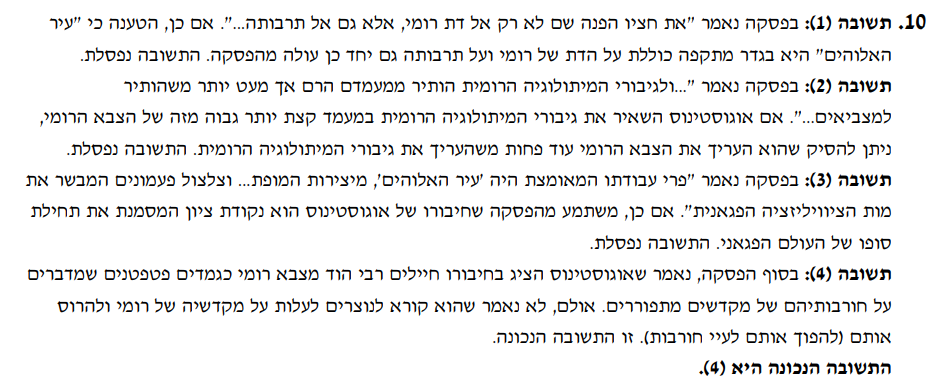 10. תשובה (1): בפסקה נאמר "את חציו הפנה שם לא רק אל דת רומי, אלא גם אל תרבותה...". אם כן, הטענה כי "עיר
האלוהים" היא בגדר מתקפה כוללת על הדת של רומי ועל תרבותה גם יחד כן עולה מהפסקה. התשובה נפסלת.
תשובה (2): בפסקה נאמר "...ולגיבורי המיתולוגיה הרומית הותיר ממעמדם הרם אך מעט יותר משהותיר
למצביאים...". אם אוגוסטינוס השאיר את גיבורי המיתולוגיה הרומית במעמד קצת יותר גבוה מזה של הצבא הרומי,
ניתן להסיק שהוא העריך את הצבא הרומי עוד פחות משהעריך את גיבורי המיתולוגיה הרומית. התשובה נפסלת.
תשובה (3): בפסקה נאמר "פרי עבודתו המאומצת היה 'עיר האלוהים', מיצירות המופת... וצלצול פעמונים המבשר את
מות הציוויליזציה הפגאנית". אם כן, משתמע מהפסקה שחיבורו של אוגוסטינוס הוא נקודת ציון המסמנת את תחילת
סופו של העולם הפגאני. התשובה נפסלת.
תשובה (4): בסוף הפסקה, נאמר שאוגוסטינוס הציג בחיבורו חיילים רבי הוד מצבא רומי כגמדים פטפטנים שמדברים
על חורבותיהם של מקדשים מתפוררים. אולם, לא נאמר שהוא קורא לנוצרים לעלות על מקדשיה של רומי ולהרוס
אותם (להפוך אותם לעיי חורבות). זו התשובה הנכונה.
התשובה הנכונה היא (4).